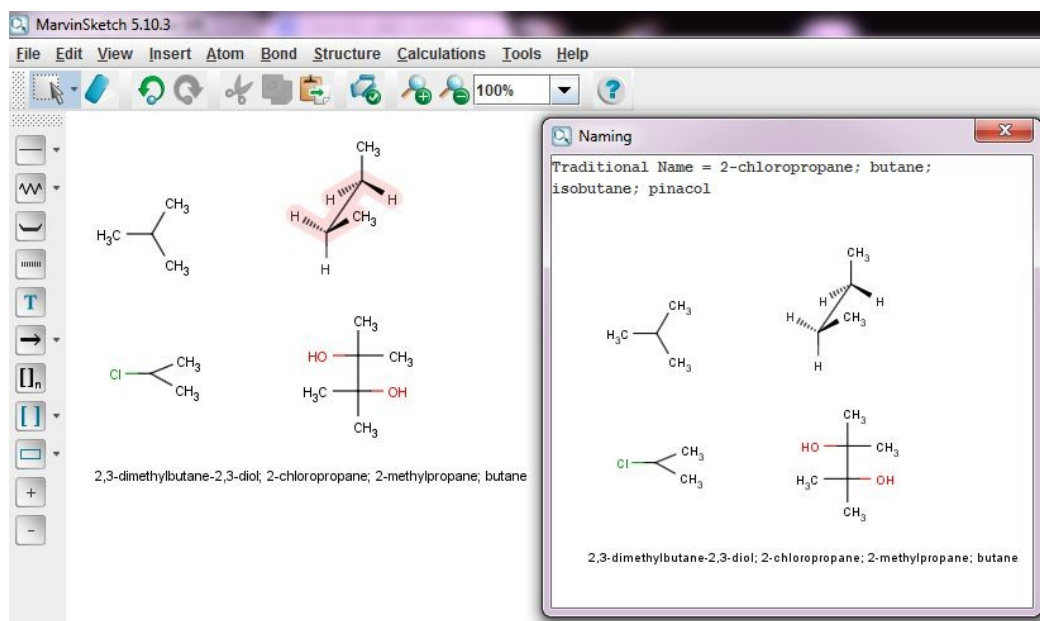 MarvinSketch 5.10.3
File Edit View Insert Atom Bond Structure Calculations Tools Help
100%
?
T
[]n
[ ]
+
-
CH3
H
H
CH3
H
H
CH3
H3C
CH3
CH3
HO
CH3
H3C
OH
CH3
Cl
CH3
CH3
2,3-dimethylbutane-2,3-diol; 2-chloropropane; 2-methylpropane; butane
Naming
X
Traditional Name = 2-chloropropane; butane;
isobutane; pinacol
CH3
H
H
CH3
H
H
CH3
H3C
CH3
CH3
HO
CH3
H3C
OH
CH3
Cl
CH3
CH3
2,3-dimethylbutane-2,3-diol; 2-chloropropane; 2-methylpropane; butane